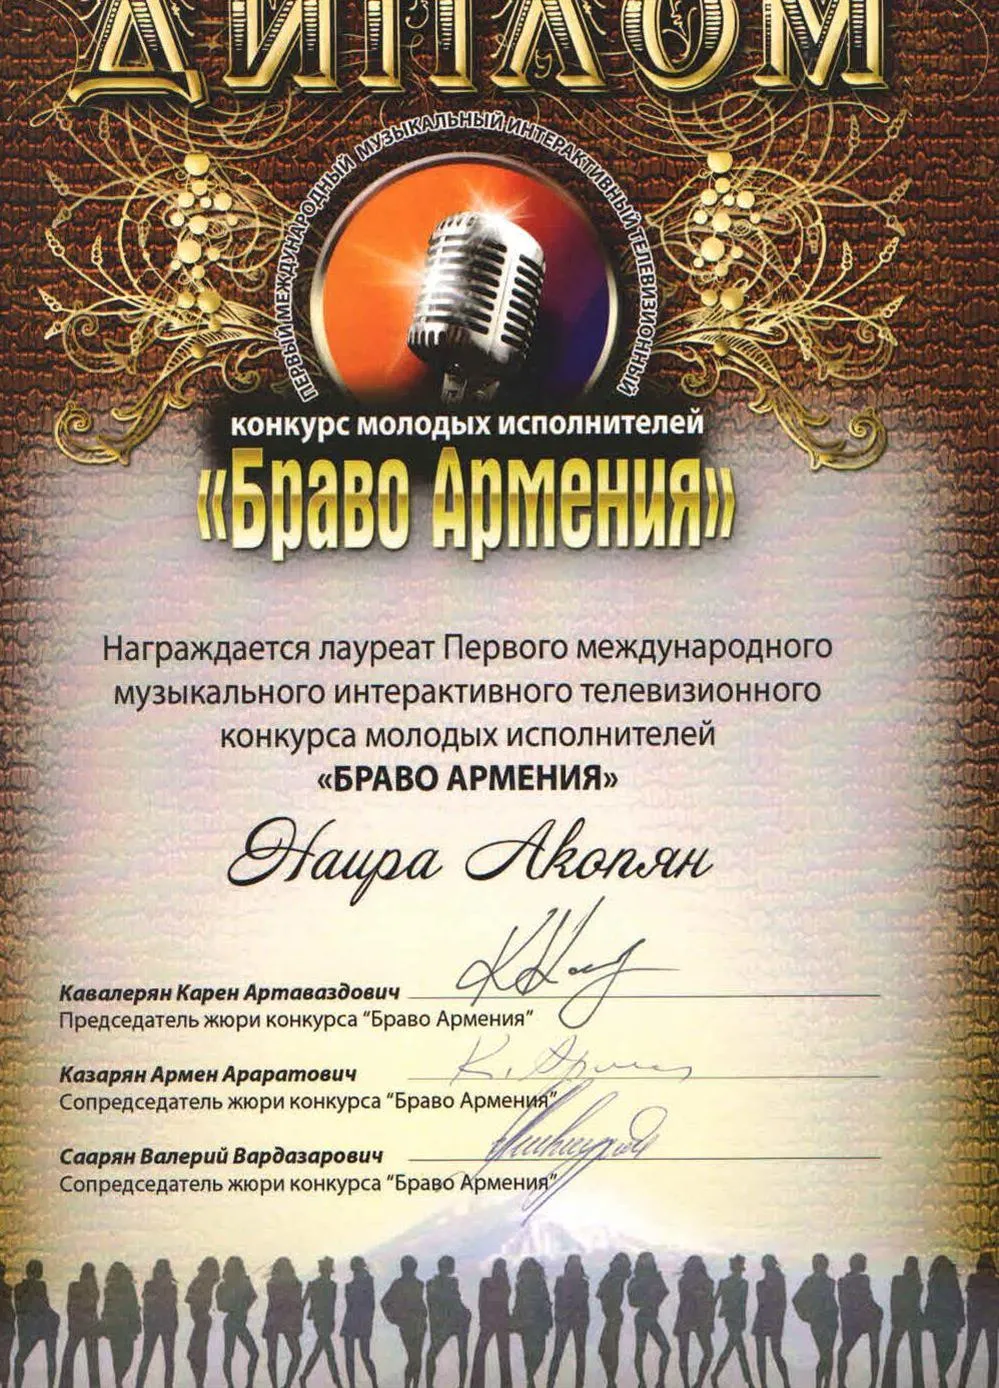 ДИПЛОМ
ПЕРВЫЙ МЕЖДУНАРОДНЫЙ МУЗЫКАЛЬНЫЙ ИНТЕРАКТИВНЫЙ ТЕЛЕВИЗИОННЫЙ
КОНКУРС МОЛОДЫХ ИСПОЛНИТЕЛЕЙ
«Браво Армения»
Награждается лауреат Первого международного
музыкального интерактивного телевизионного
конкурса молодых исполнителей
«БРАВО АРМЕНИЯ»
Наира Акопян
Кавалерян Карен Артаваздович
Председатель жюри конкурса "Браво Армения"
Казарян Армен Араратович
Сопредседатель жюри конкурса "Браво Армения"
Саарян Валерий Вардазарович
Сопредседатель жюри конкурса "Браво Армения"